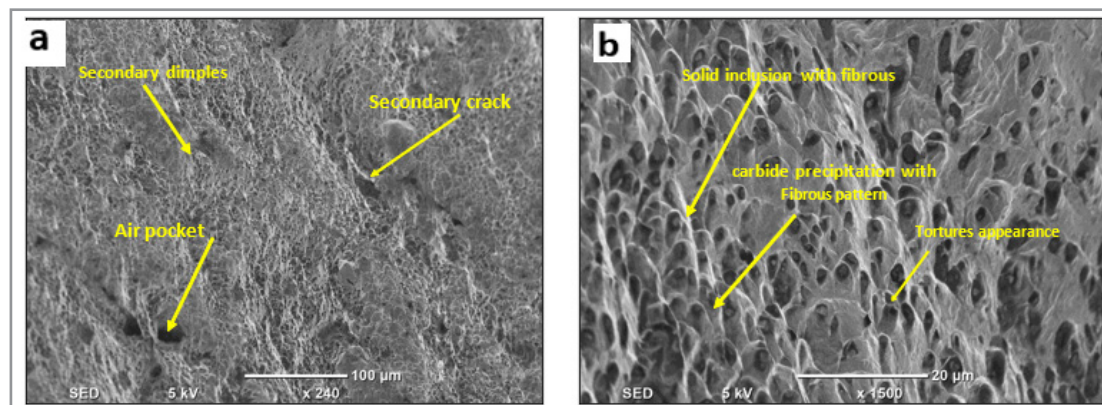 a
Secondary dimples
Secondary crack
Air pocket
SED 5 kV 100 µm x 240
b
Solid inclusion with fibrous
carbide precipitation with
Fibrous pattern
Tortures appearance
SED 5 kV 20 µm x 1500